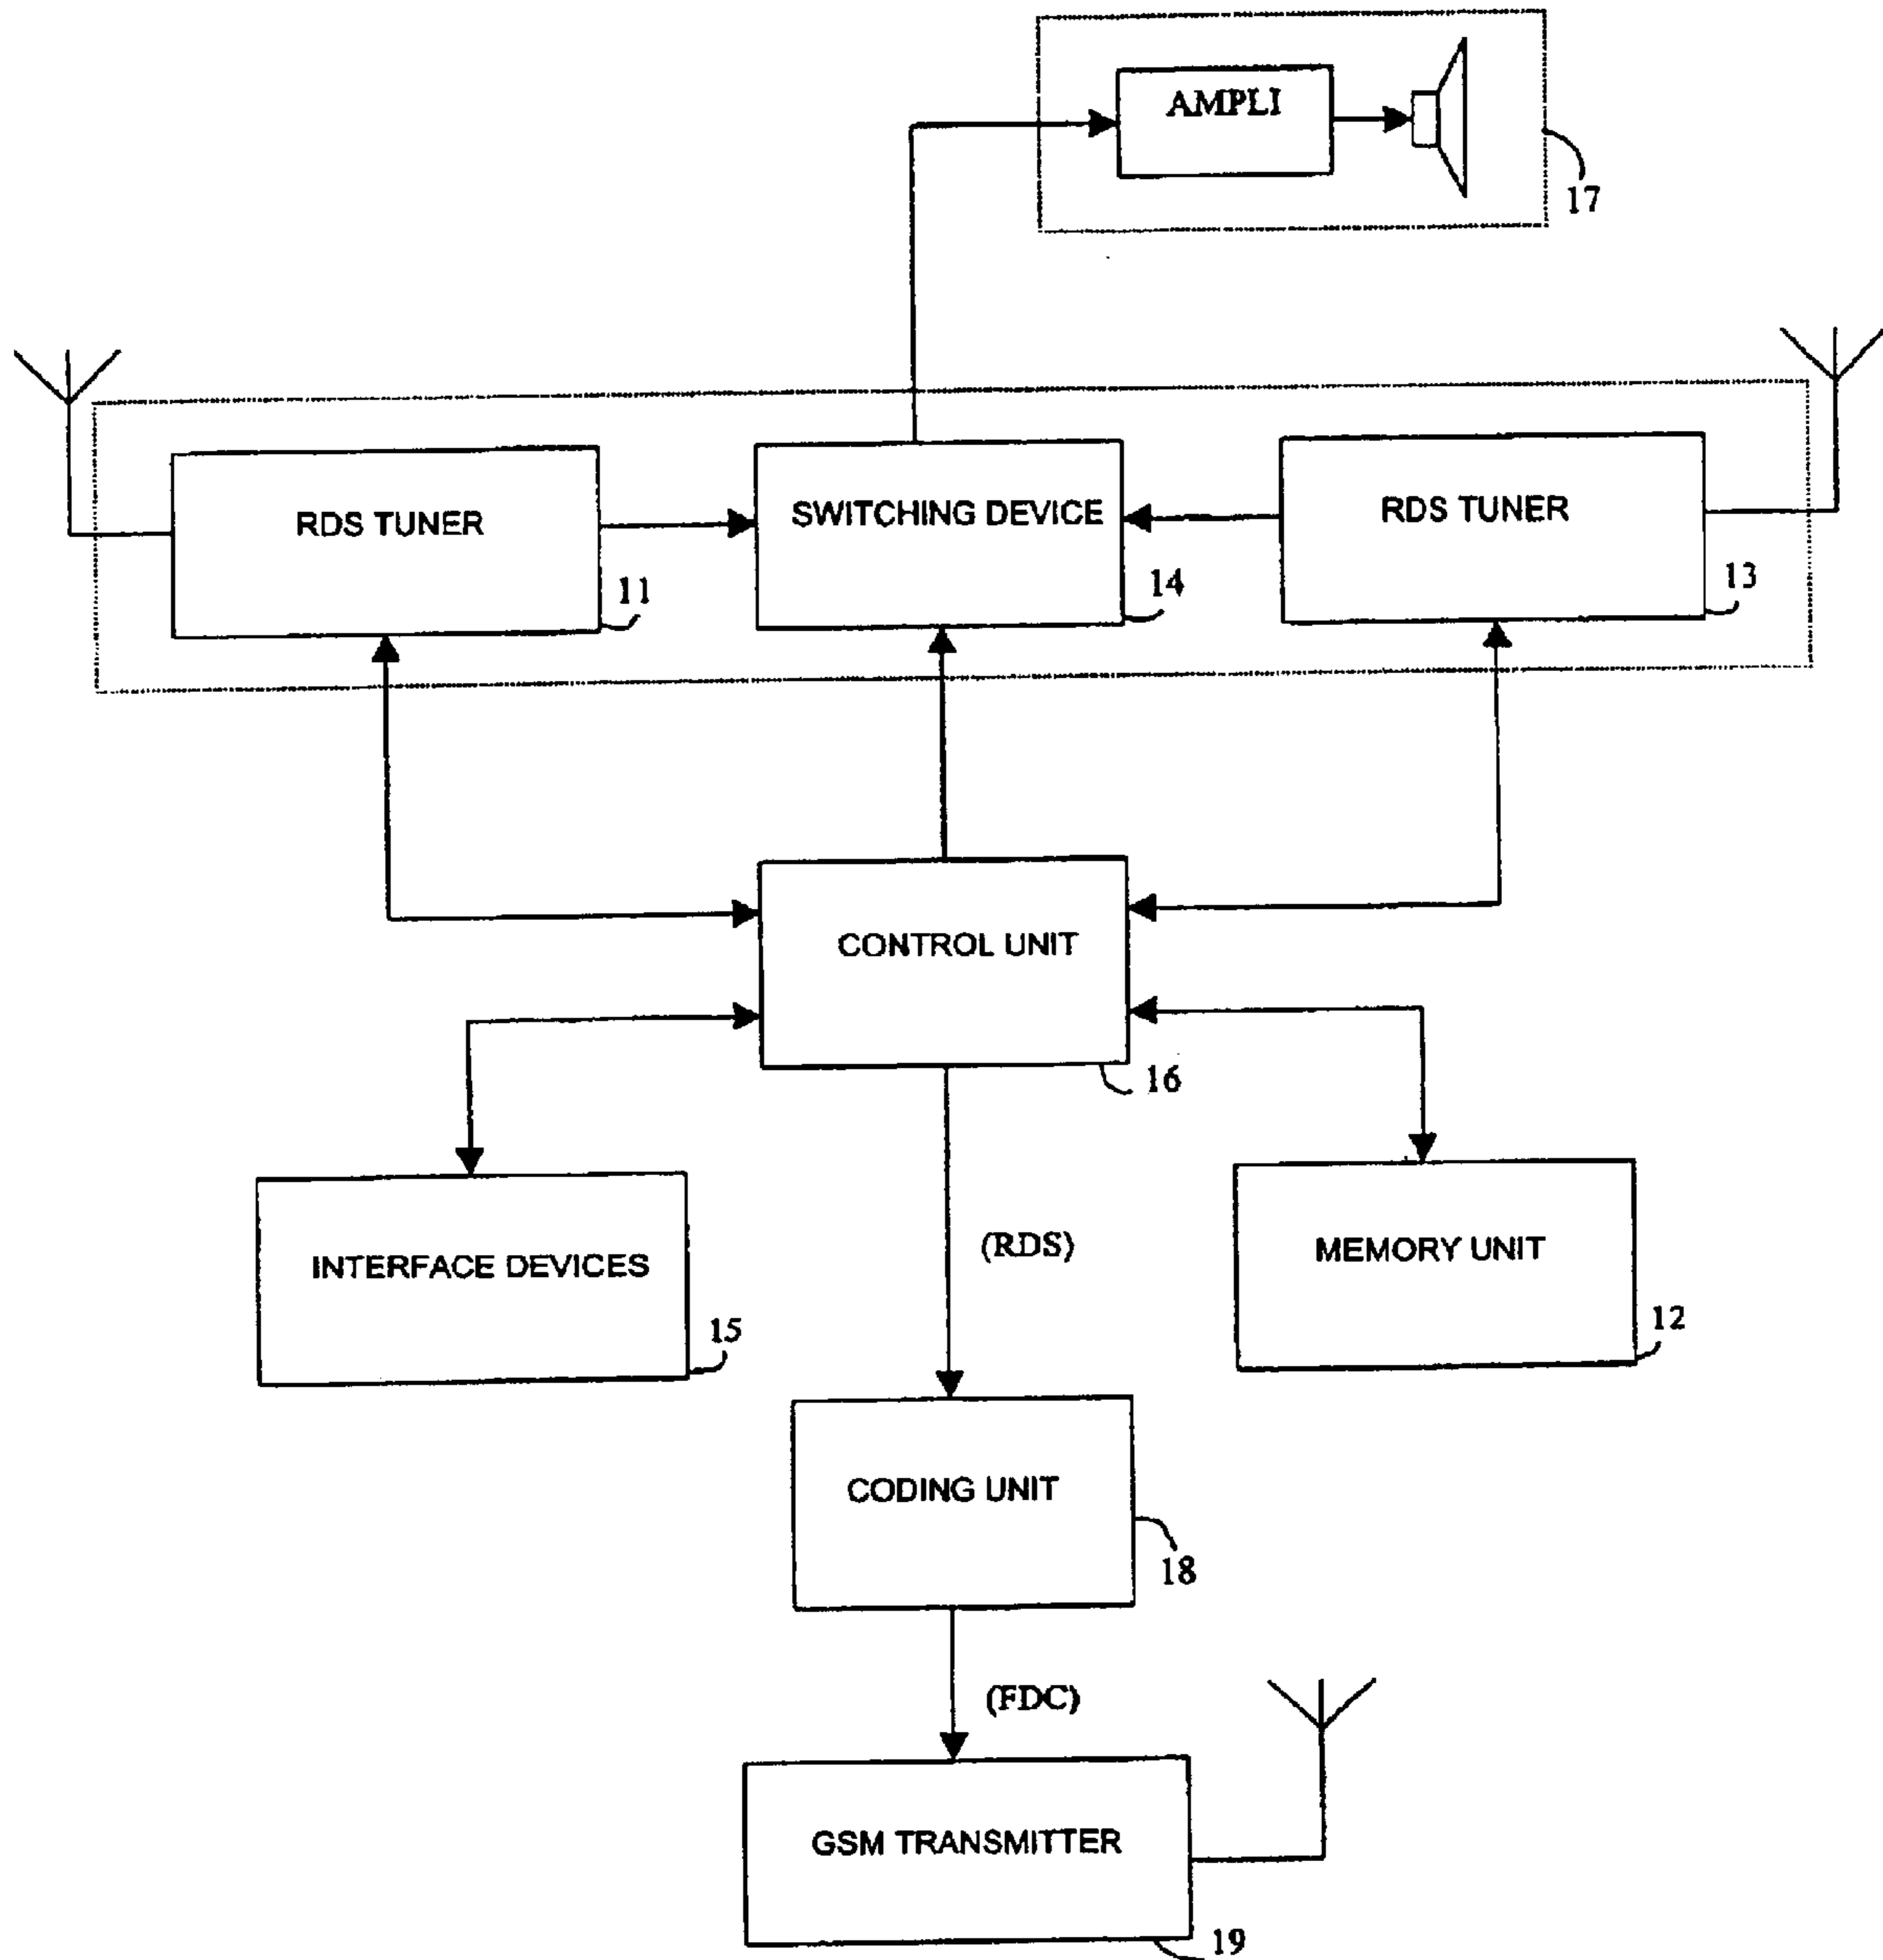 AMPLI
17
RDS TUNER
11
SWITCHING DEVICE
14
RDS TUNER
13
CONTROL UNIT
16
INTERFACE DEVICES
15
(RDS)
MEMORY UNIT
12
CODING UNIT
18
(FDC)
GSM TRANSMITTER
19